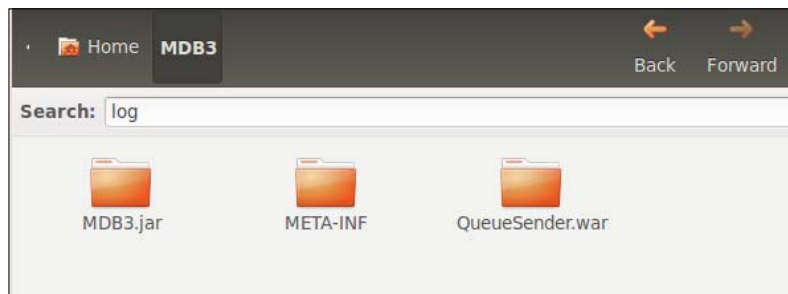 Home MDB3
Back Forward
Search: log
MDB3.jar META-INF QueueSender.war